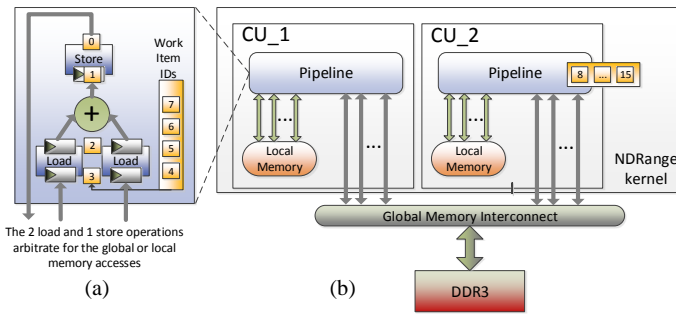 (a)
0
Store
1
+
Load
2
Load
3
Work
Item
IDs
7
6
5
4
The 2 load and 1 store operations
arbitrate for the global or local
memory accesses
CU_1
Pipeline
...
...
Local
Memory
CU_2
Pipeline
8 ... 15
...
...
Local
Memory
NDRange
kernel
Global Memory Interconnect
DDR3
(a)
(b)